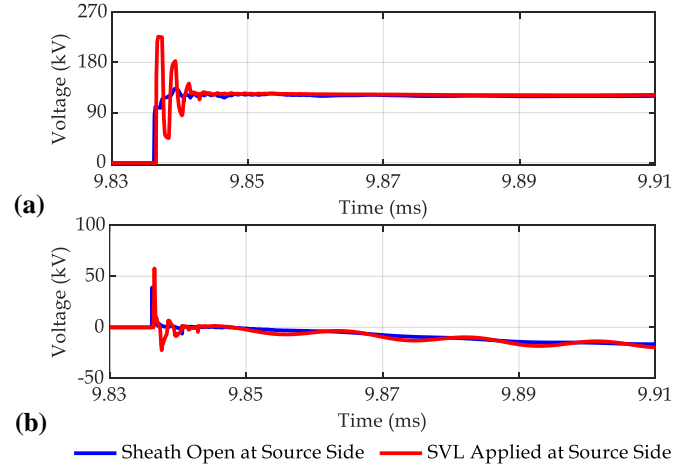 270
180
90
0
Voltage (kV)
9.83 9.85 9.87 9.89 9.91
(a)
Time (ms)
100
50
0
-50
Voltage (kV)
9.83 9.85 9.87 9.89 9.91
Time (ms)
(b)
Sheath Open at Source Side SVL Applied at Source Side